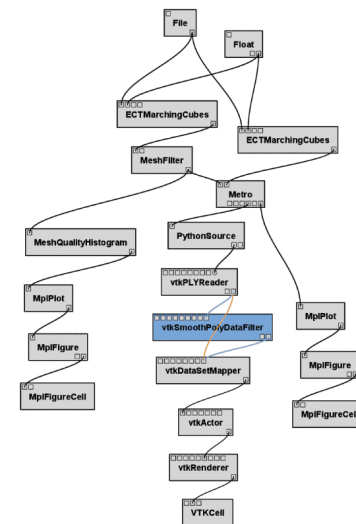 File
Float
ECTMarchingCubes
ECTMarchingCubes
MeshFilter
Metro
PythonSource
MeshQualityHistogram
vtkPLYReader
MplPlot
MplPlot
vtkSmoothPolyDataFilter
MplFigure
MplFigure
vtkDataSetMapper
MplFigureCell
MplFigureCell
vtkActor
vtkRenderer
VTKCell